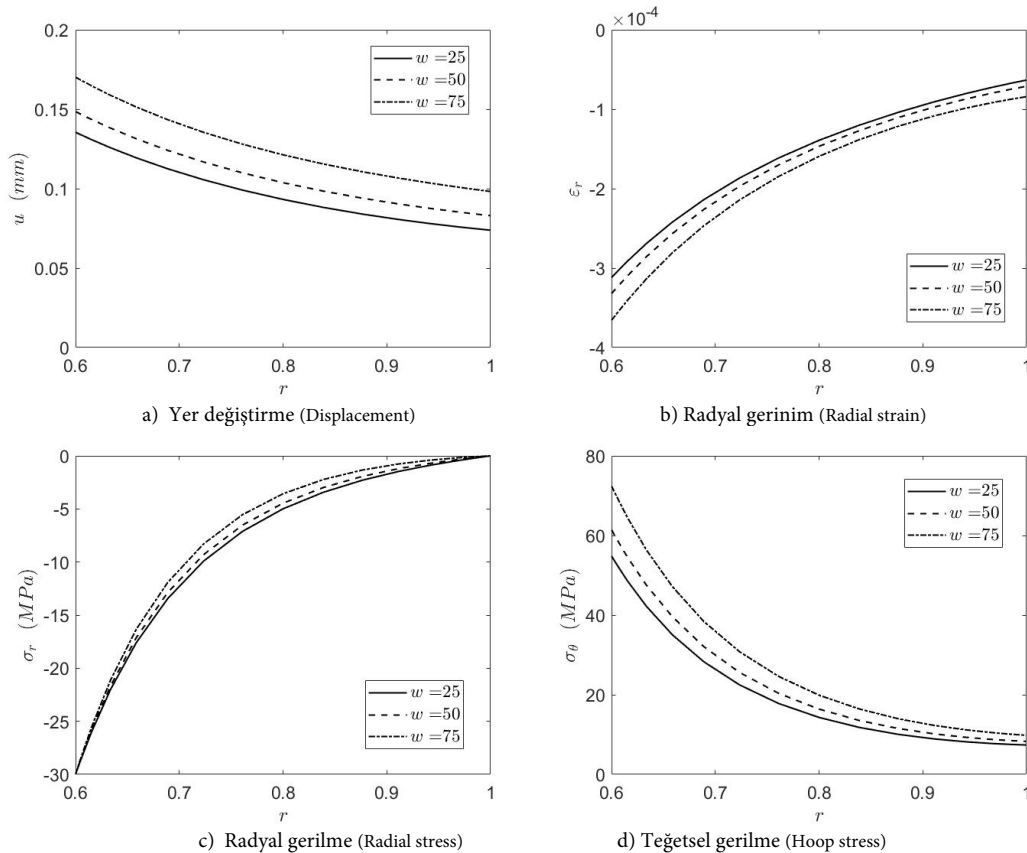 0.2
0.15
0.1
0.05
0
u (mm)
w =25
w =50
w =75
0.6 0.7 0.8 0.9 1
r
a) Yer değiştirme (Displacement)
×10⁻⁴
0
-1
-2
-3
-4
εᵣ
w =25
w =50
w =75
0.6 0.7 0.8 0.9 1
r
b) Radyal gerinim (Radial strain)
0
-5
-10
-15
-20
-25
-30
σᵣ (MPa)
w =25
w =50
w =75
0.6 0.7 0.8 0.9 1
r
c) Radyal gerilme (Radial stress)
80
60
40
20
0
σ_θ (MPa)
w =25
w =50
w =75
0.6 0.7 0.8 0.9 1
r
d) Teğetsel gerilme (Hoop stress)